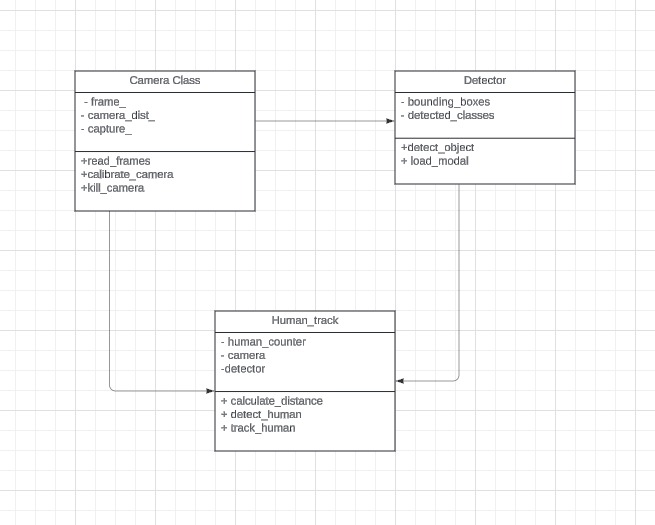 Camera Class
- frame_
- camera_dist_
- capture_
+read_frames
+calibrate_camera
+kill_camera
Detector
- bounding_boxes
- detected_classes
+detect_object
+ load_modal
Human_track
- human_counter
- camera
-detector
+ calculate_distance
+ detect_human
+ track_human